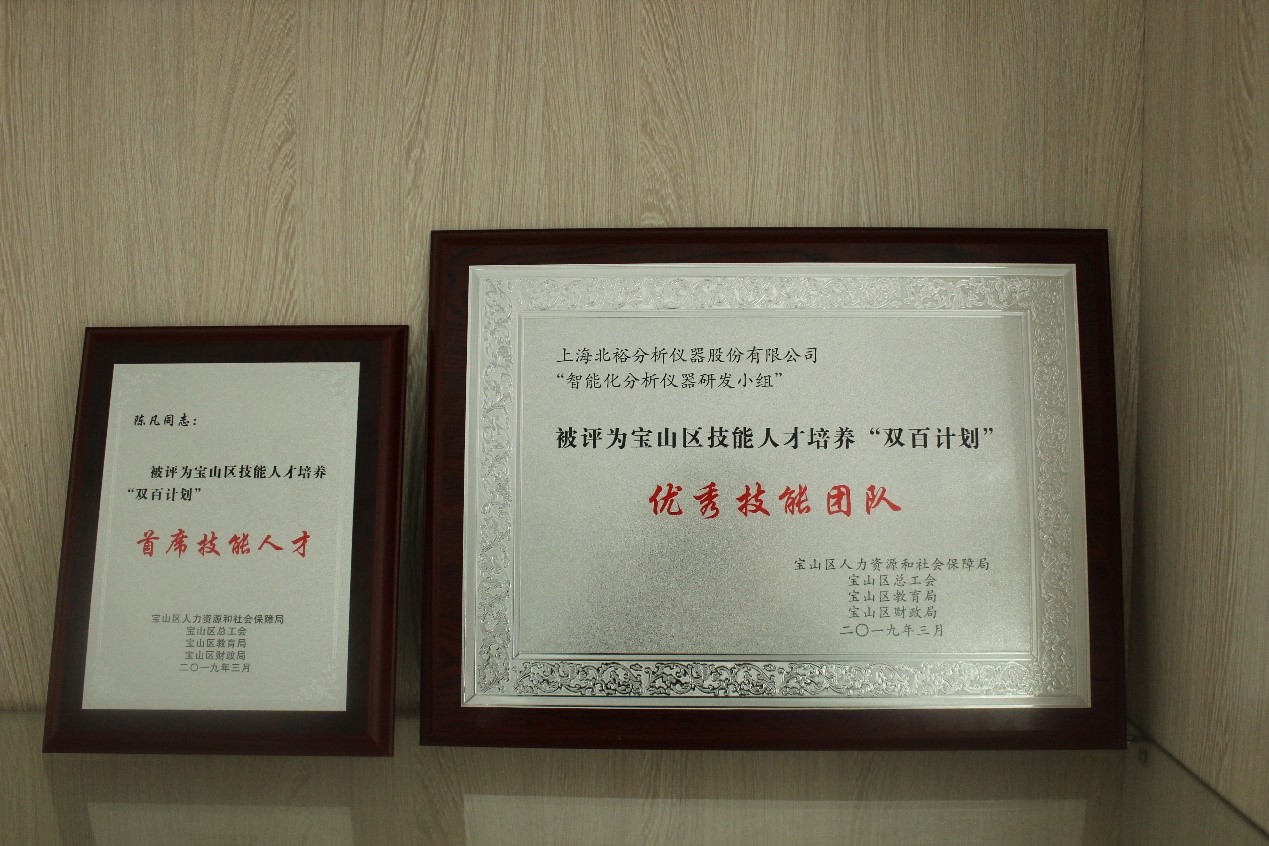 陈凡同志：
被评为宝山区技能人才培养
“双百计划”
首席技能人才
宝山区人力资源和社会保障局
宝山区总工会
宝山区教育局
宝山区财政局
二〇一九年三月
上海北裕分析仪器股份有限公司
“智能化分析仪器研发小组”
被评为宝山区技能人才培养“双百计划”
优秀技能团队
宝山区人力资源和社会保障局
宝山区总工会
宝山区教育局
宝山区财政局
二〇一九年三月